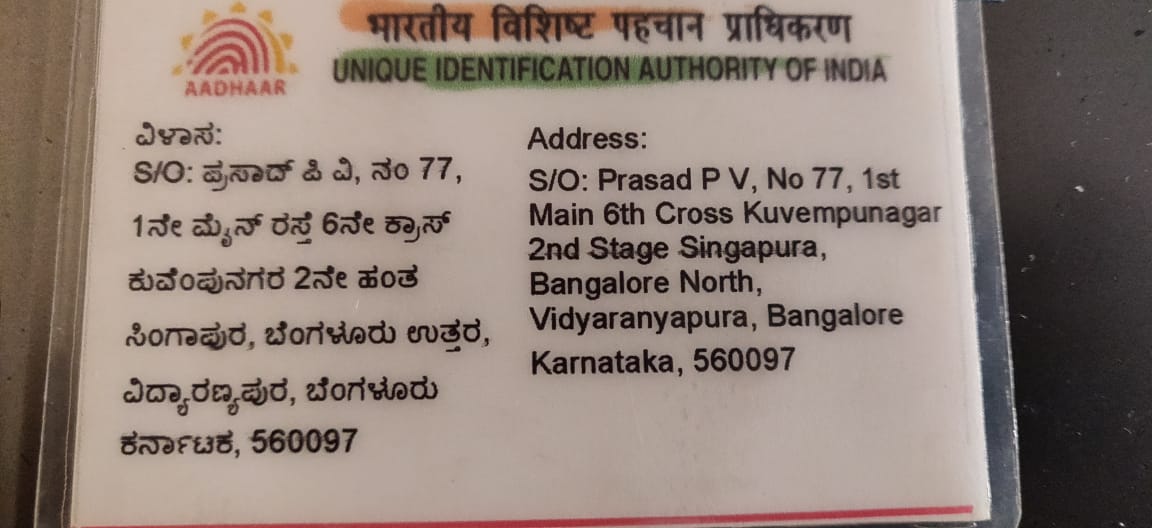 भारतीय विशिष्ट पहचान प्राधिकरण
UNIQUE IDENTIFICATION AUTHORITY OF INDIA
AADHAAR
ವಿಳಾಸ:
S/O: ಪ್ರಸಾದ್ ಪಿ ವಿ, ನಂ 77,
1ನೇ ಮೈನ್ ರಸ್ತೆ 6ನೇ ಕ್ರಾಸ್
ಕುವೆಂಪುನಗರ 2ನೇ ಹಂತ
ಸಿಂಗಾಪುರ, ಬೆಂಗಳೂರು ಉತ್ತರ,
ವಿದ್ಯಾರಣ್ಯಪುರ, ಬೆಂಗಳೂರು
ಕರ್ನಾಟಕ, 560097
Address:
S/O: Prasad P V, No 77, 1st
Main 6th Cross Kuvempunagar
2nd Stage Singapura,
Bangalore North,
Vidyaranyapura, Bangalore
Karnataka, 560097